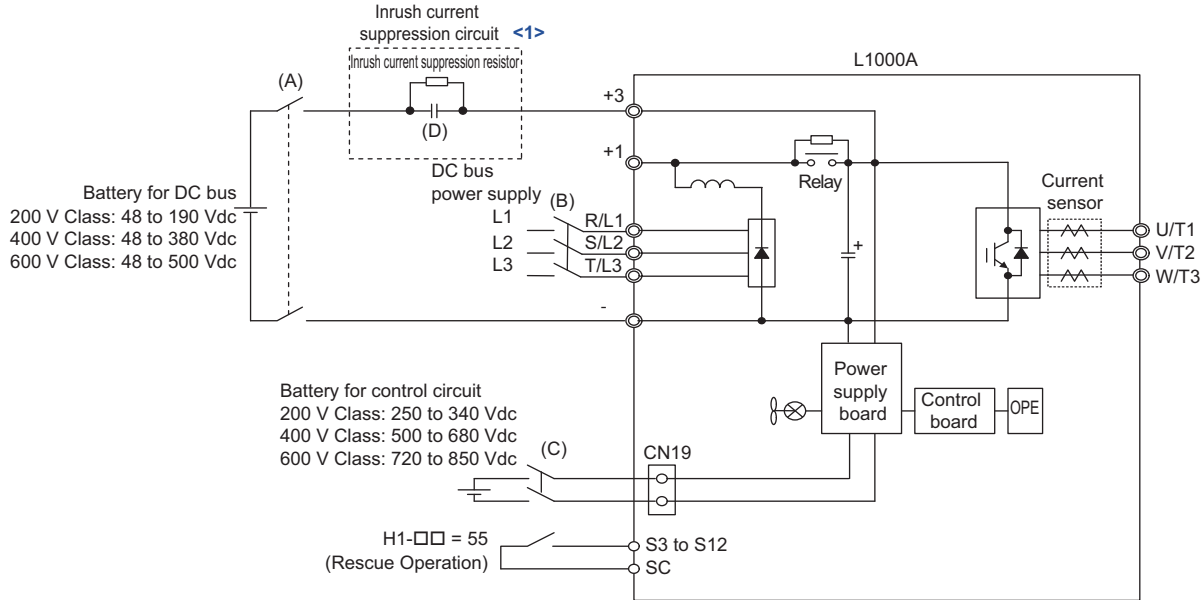 Inrush current
suppression circuit <1>
Inrush current suppression resistor
L1000A
(A)
+3
(D)
+1
DC bus
power supply
Relay
Current
sensor
Battery for DC bus
200 V Class: 48 to 190 Vdc
400 V Class: 48 to 380 Vdc
600 V Class: 48 to 500 Vdc
(B)
L1
R/L1
L2
S/L2
L3
T/L3
+
U/T1
V/T2
W/T3
-
Power
supply
board
Control
board
OPE
Battery for control circuit
200 V Class: 250 to 340 Vdc
400 V Class: 500 to 680 Vdc
600 V Class: 720 to 850 Vdc
(C)
CN19
H1-□□ = 55
(Rescue Operation)
S3 to S12
SC